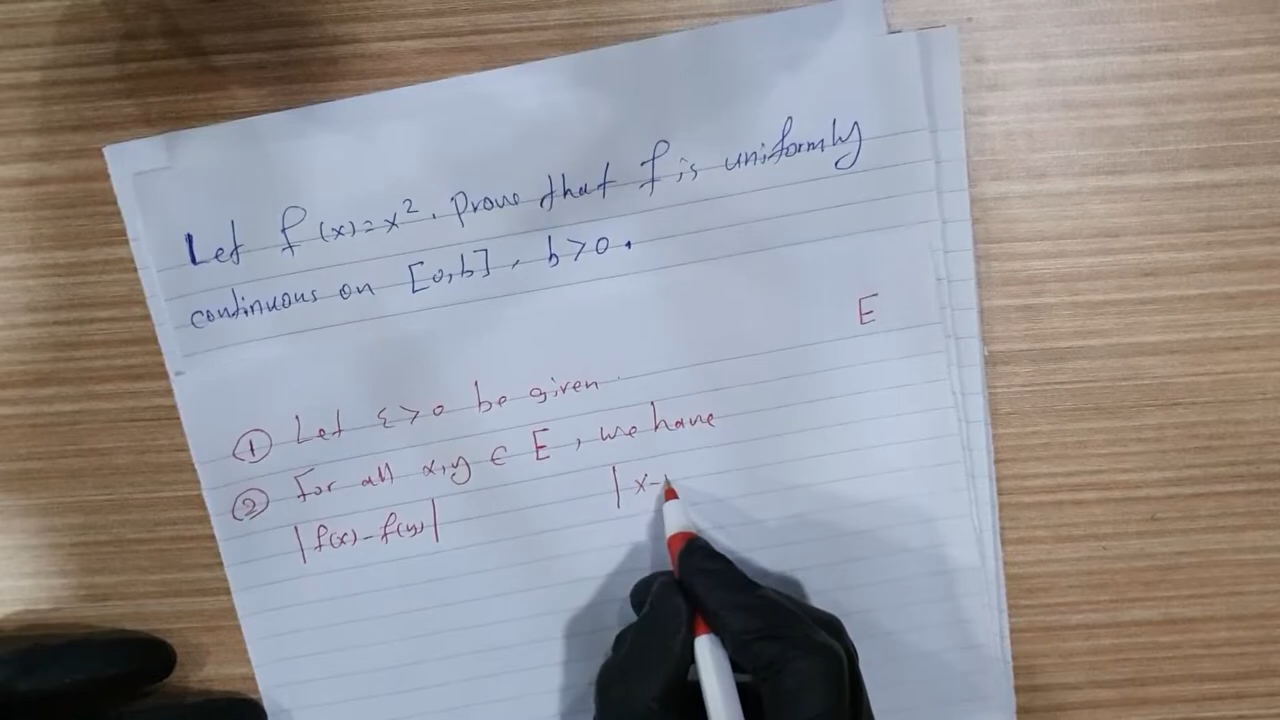 Let f(x)=x². Prove that f is uniformly
continuous on [0,b], b>0.
E
① Let ε>0 be given.
② For all x,y ∈ E, we have
|f(x)-f(y)| |x-